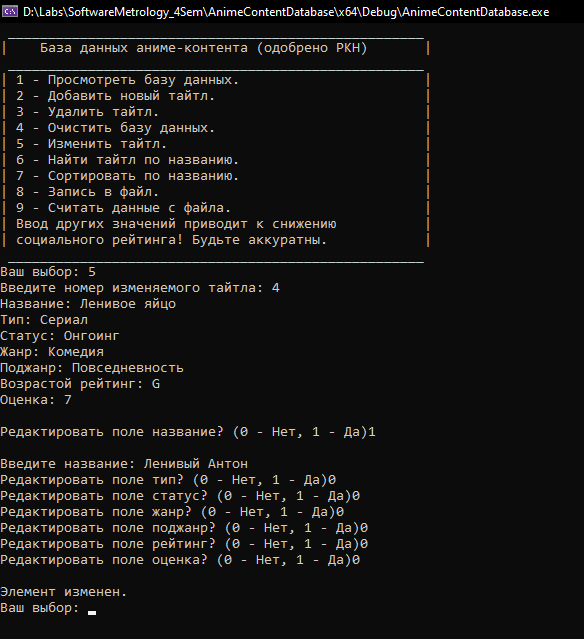 D:\Labs\SoftwareMetrology_4Sem\AnimeContentDatabase\x64\Debug\AnimeContentDatabase.exe
____________________________________________________
|    База данных аниме-контента (одобрено РКН)       |
____________________________________________________
| 1 - Просмотреть базу данных.                       |
| 2 - Добавить новый тайтл.                          |
| 3 - Удалить тайтл.                                 |
| 4 - Очистить базу данных.                          |
| 5 - Изменить тайтл.                                |
| 6 - Найти тайтл по названию.                       |
| 7 - Сортировать по названию.                       |
| 8 - Запись в файл.                                 |
| 9 - Считать данные с файла.                        |
| Ввод других значений приводит к снижению           |
| социального рейтинга! Будьте аккуратны.            |
____________________________________________________
Ваш выбор: 5
Введите номер изменяемого тайтла: 4
Название: Ленивое яйцо
Тип: Сериал
Статус: Онгоинг
Жанр: Комедия
Поджанр: Повседневность
Возрастой рейтинг: G
Оценка: 7
Редактировать поле название? (0 - Нет, 1 - Да)1
Введите название: Ленивый Антон
Редактировать поле тип? (0 - Нет, 1 - Да)0
Редактировать поле статус? (0 - Нет, 1 - Да)0
Редактировать поле жанр? (0 - Нет, 1 - Да)0
Редактировать поле поджанр? (0 - Нет, 1 - Да)0
Редактировать поле рейтинг? (0 - Нет, 1 - Да)0
Редактировать поле оценка? (0 - Нет, 1 - Да)0
Элемент изменен.
Ваш выбор: _